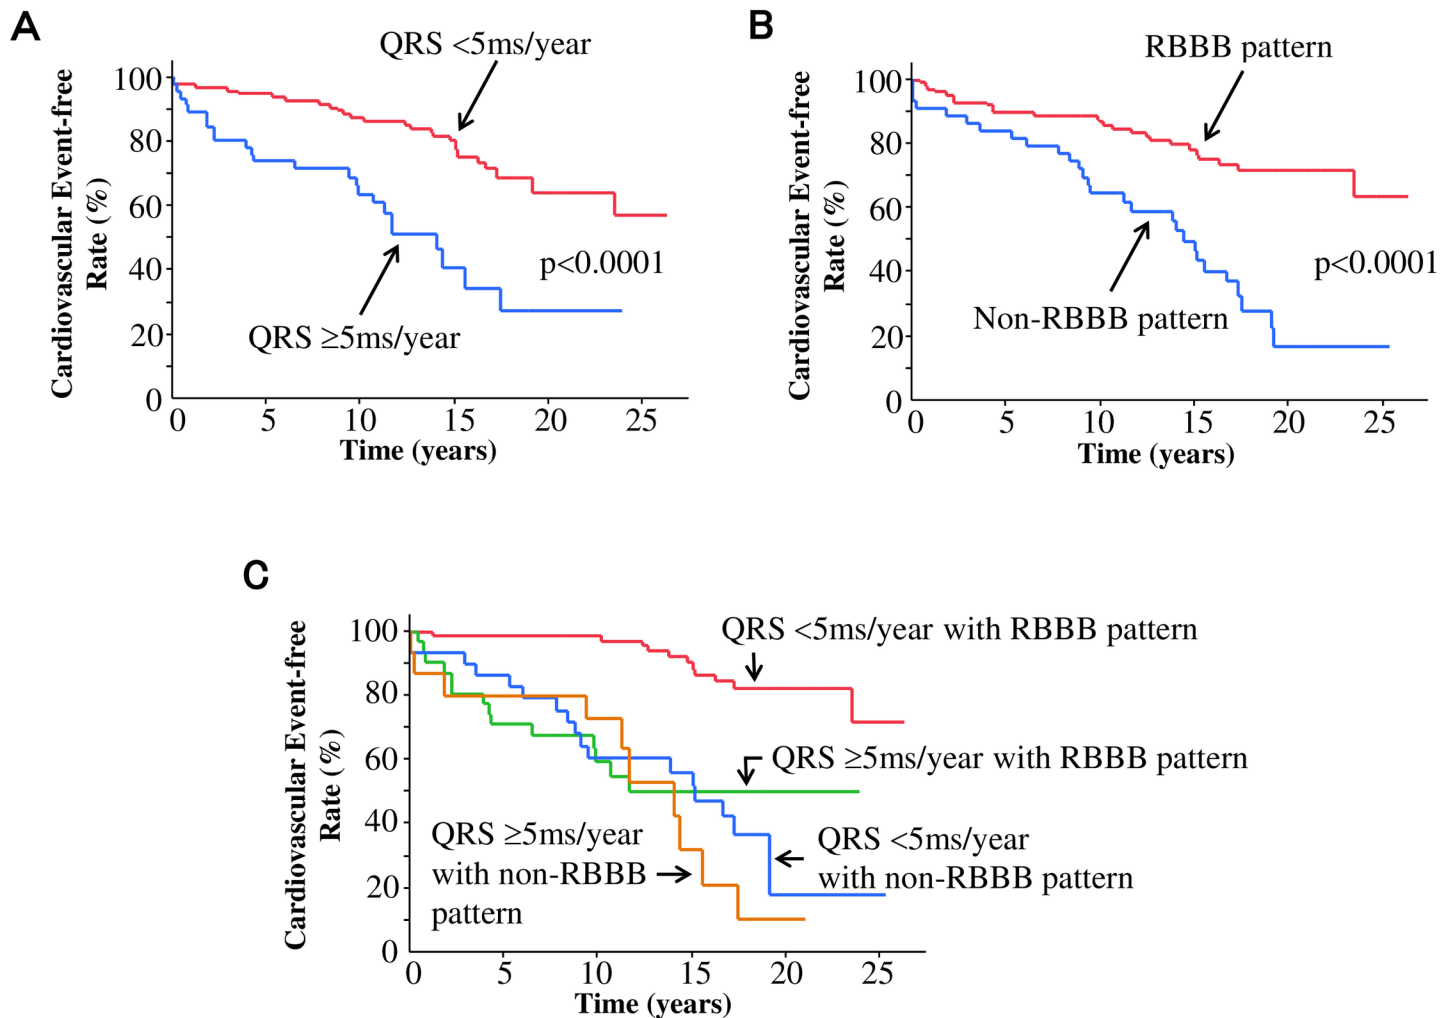 A
QRS <5ms/year
100
80
60
40
20
0
Cardiovascular Event-free
Rate (%)
p<0.0001
QRS ≥5ms/year
0 5 10 15 20 25
Time (years)
B
RBBB pattern
100
80
60
40
20
0
Cardiovascular Event-free
Rate (%)
p<0.0001
Non-RBBB pattern
0 5 10 15 20 25
Time (years)
C
100
80
60
40
20
0
Cardiovascular Event-free
Rate (%)
QRS <5ms/year with RBBB pattern
QRS ≥5ms/year with RBBB pattern
QRS ≥5ms/year
with non-RBBB
pattern
QRS <5ms/year
with non-RBBB pattern
0 5 10 15 20 25
Time (years)